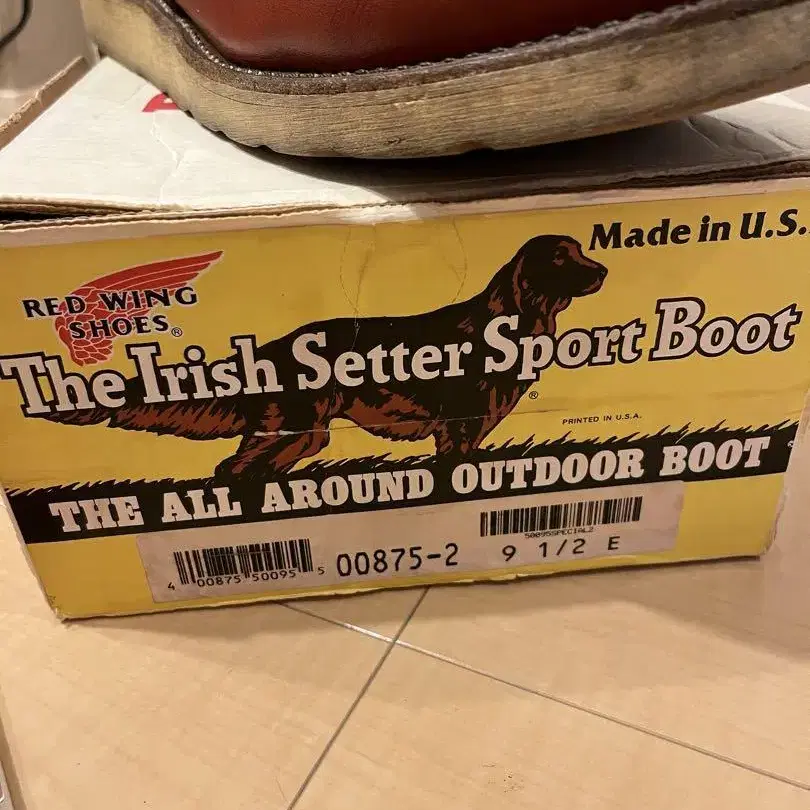 Made in U.S.
RED WING
SHOES®
The Irish Setter Sport Boot
®
PRINTED IN U.S.A.
THE ALL AROUND OUTDOOR BOOT
4 00875 50095 5
00875-2
50095SPECIAL2
9 1/2 E